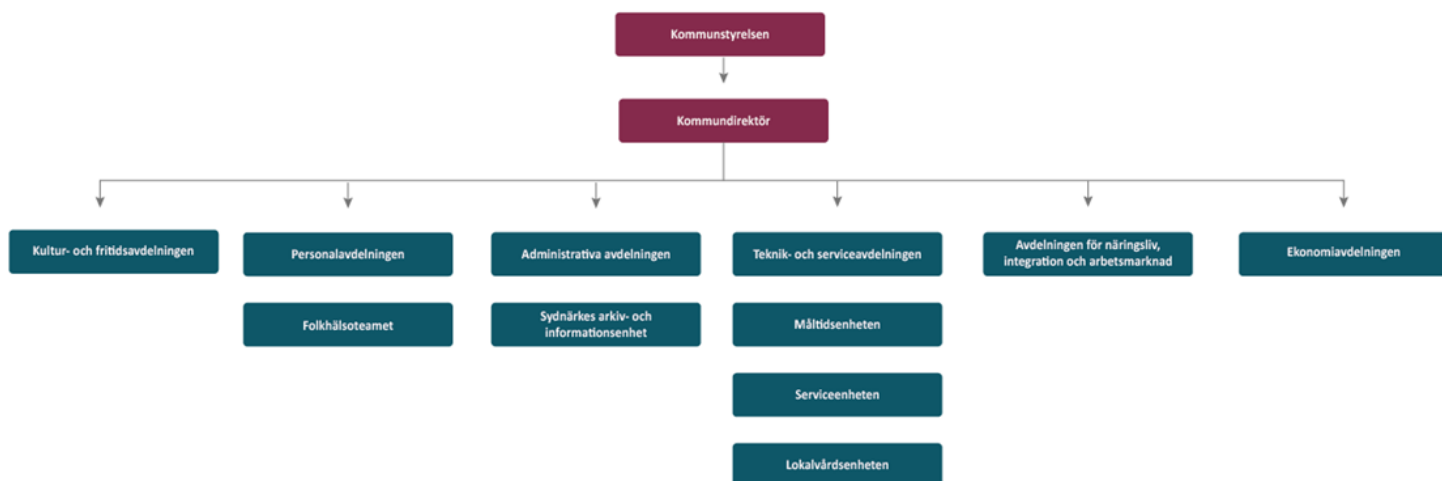 Kommunstyrelsen
Kommundirektör
Kultur- och fritidsavdelningen
Personalavdelningen
Administrativa avdelningen
Teknik- och serviceavdelningen
Avdelningen för näringsliv,
integration och arbetsmarknad
Ekonomiavdelningen
Folkhälsoteamet
Sydnärkes arkiv- och
informationsenhet
Måltidsenheten
Serviceenheten
Lokalvårdsenheten